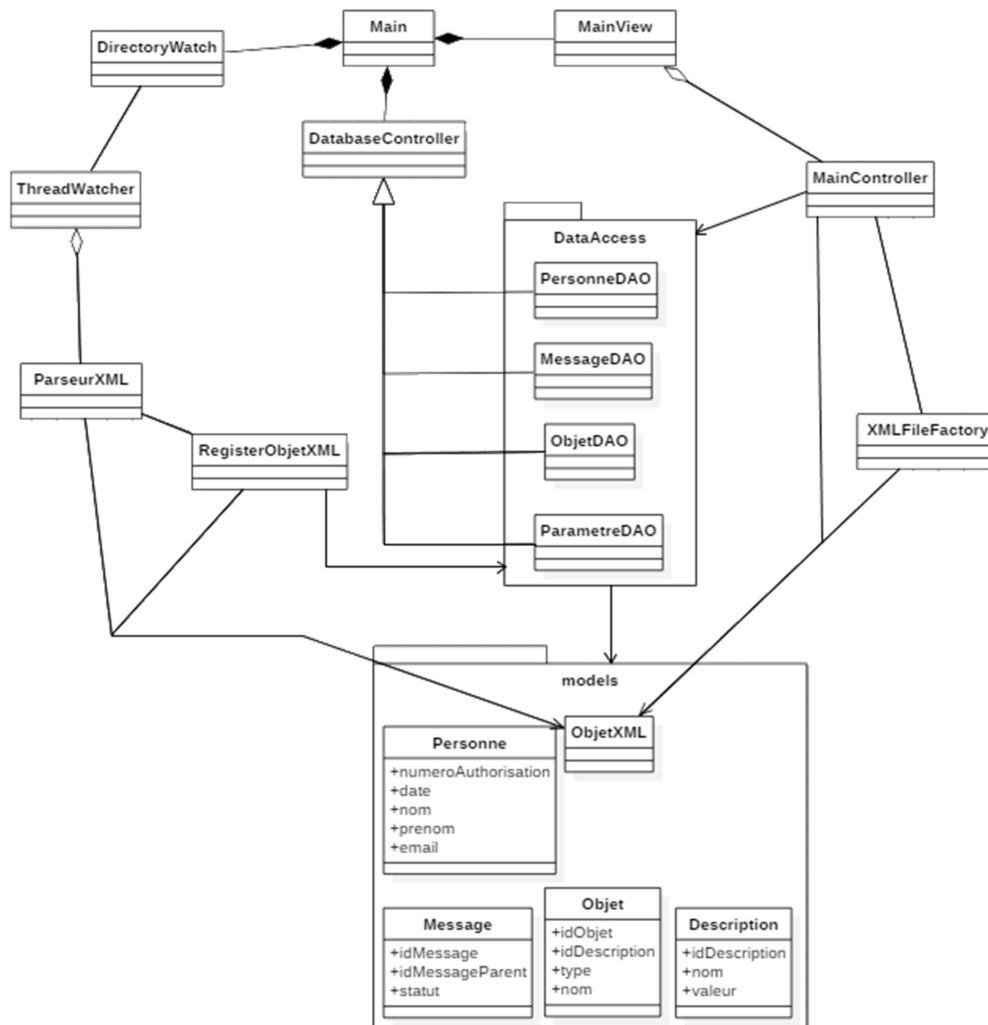 Main
MainView
DirectoryWatch
DatabaseController
ThreadWatcher
MainController
DataAccess
PersonneDAO
MessageDAO
ParseurXML
ObjetDAO
XMLFileFactory
RegisterObjetXML
ParametreDAO
models
ObjetXML
Personne
+numeroAuthorisation
+date
+nom
+prenom
+email
Message
+idMessage
+idMessageParent
+statut
Objet
+idObjet
+idDescription
+type
+nom
Description
+idDescription
+nom
+valeur